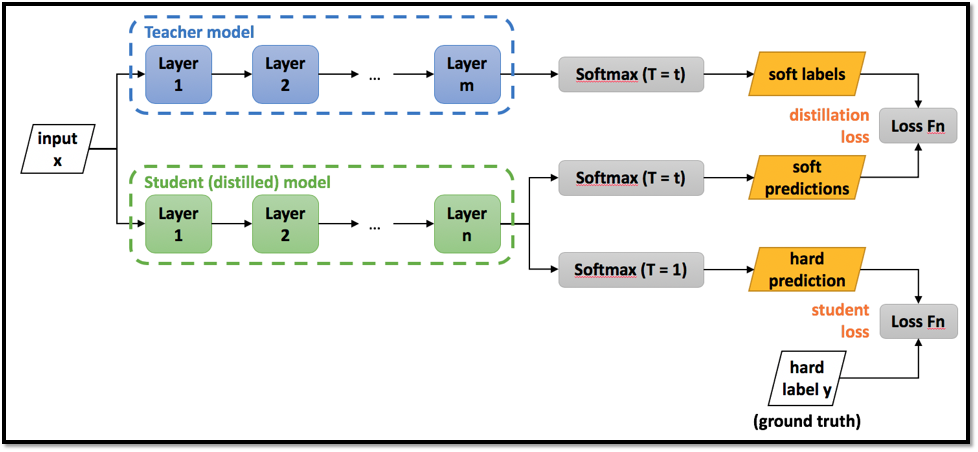 Teacher model
Layer
1
Layer
2
...
Layer
m
Softmax (T = t)
soft labels
distillation
loss
Loss Fn
input
x
Student (distilled) model
Layer
1
Layer
2
...
Layer
n
Softmax (T = t)
soft
predictions
Softmax (T = 1)
hard
prediction
student
loss
Loss Fn
hard
label y
(ground truth)